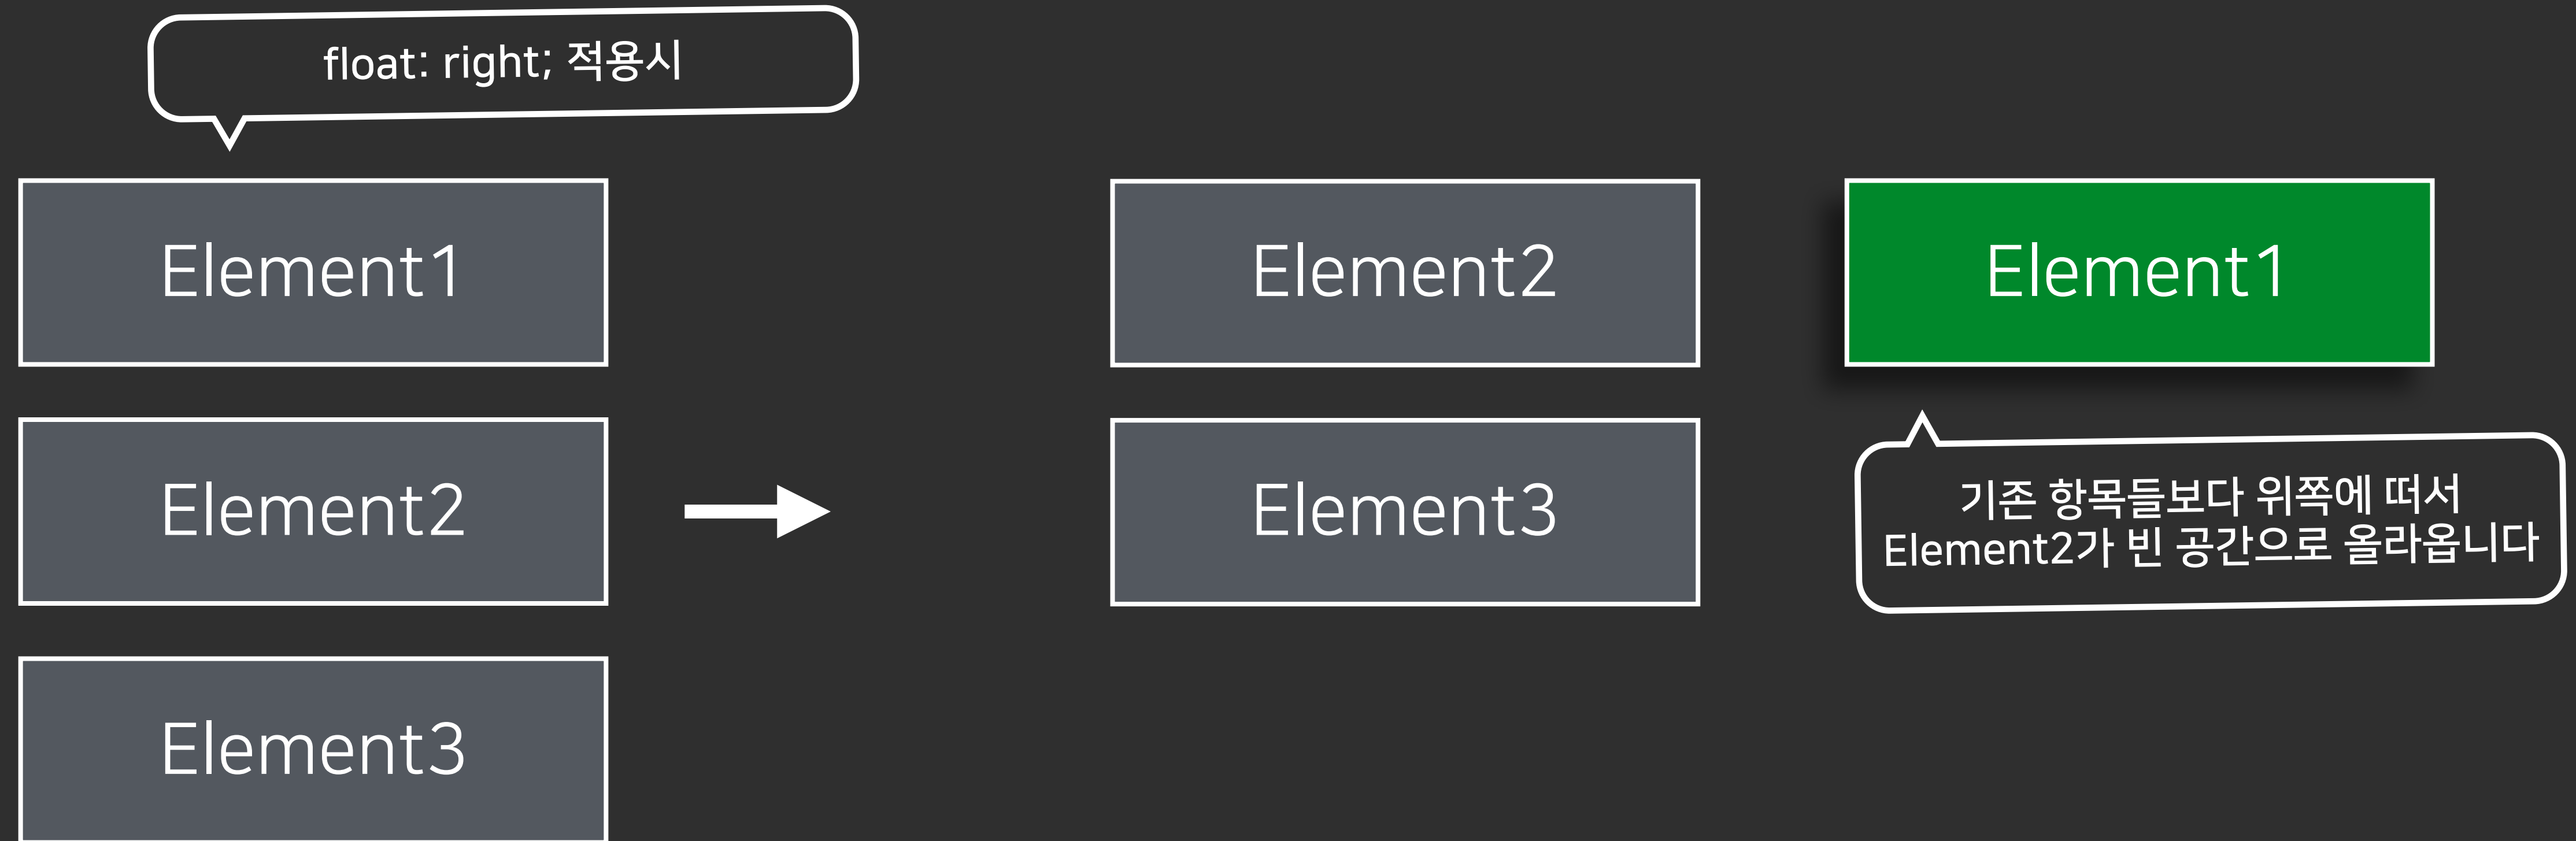 float: right; 적용시
Element1
Element2
Element3
Element2
Element1
Element3
기존 항목들보다 위쪽에 떠서
Element2가 빈 공간으로 올라옵니다